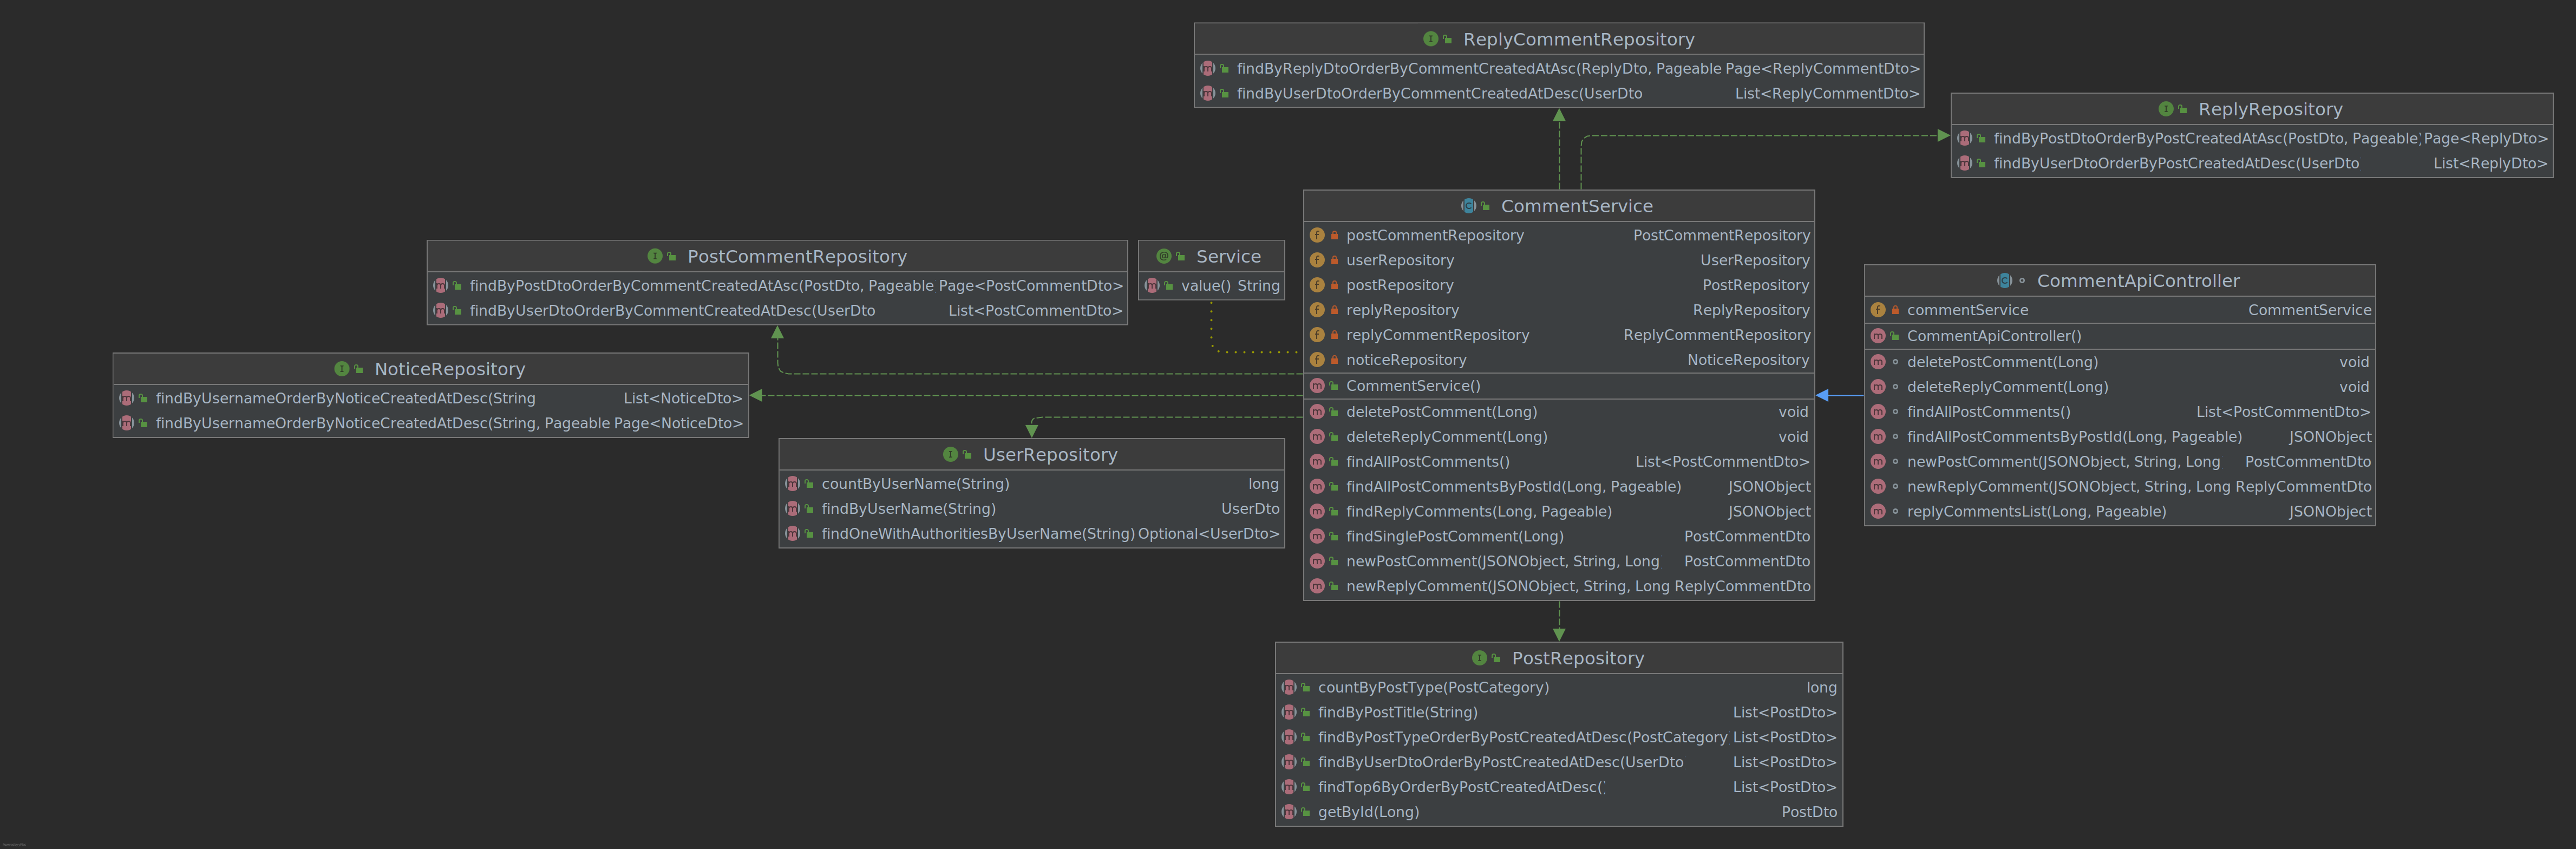 ReplyCommentRepository
findByReplyDtoOrderByCommentCreatedAtAsc(ReplyDto, Pageable Page<ReplyCommentDto>
findByUserDtoOrderByCommentCreatedAtDesc(UserDto List<ReplyCommentDto>
ReplyRepository
findByPostDtoOrderByPostCreatedAtAsc(PostDto, Pageable) Page<ReplyDto>
findByUserDtoOrderByPostCreatedAtDesc(UserDto List<ReplyDto>
PostCommentRepository
findByPostDtoOrderByCommentCreatedAtAsc(PostDto, Pageable Page<PostCommentDto>
findByUserDtoOrderByCommentCreatedAtDesc(UserDto List<PostCommentDto>
Service
value() String
CommentService
postCommentRepository PostCommentRepository
userRepository UserRepository
postRepository PostRepository
replyRepository ReplyRepository
replyCommentRepository ReplyCommentRepository
noticeRepository NoticeRepository
CommentService()
deletePostComment(Long) void
deleteReplyComment(Long) void
findAllPostComments() List<PostCommentDto>
findAllPostCommentsByPostId(Long, Pageable) JSONObject
findReplyComments(Long, Pageable) JSONObject
findSinglePostComment(Long) PostCommentDto
newPostComment(JSONObject, String, Long PostCommentDto
newReplyComment(JSONObject, String, Long ReplyCommentDto
CommentApiController
commentService CommentService
CommentApiController()
deletePostComment(Long) void
deleteReplyComment(Long) void
findAllPostComments() List<PostCommentDto>
findAllPostCommentsByPostId(Long, Pageable) JSONObject
newPostComment(JSONObject, String, Long PostCommentDto
newReplyComment(JSONObject, String, Long ReplyCommentDto
replyCommentsList(Long, Pageable) JSONObject
NoticeRepository
findByUsernameOrderByNoticeCreatedAtDesc(String List<NoticeDto>
findByUsernameOrderByNoticeCreatedAtDesc(String, Pageable Page<NoticeDto>
UserRepository
countByUserName(String) long
findByUserName(String) UserDto
findOneWithAuthoritiesByUserName(String) Optional<UserDto>
PostRepository
countByPostType(PostCategory) long
findByPostTitle(String) List<PostDto>
findByPostTypeOrderByPostCreatedAtDesc(PostCategory List<PostDto>
findByUserDtoOrderByPostCreatedAtDesc(UserDto List<PostDto>
findTop6ByOrderByPostCreatedAtDesc() List<PostDto>
getById(Long) PostDto